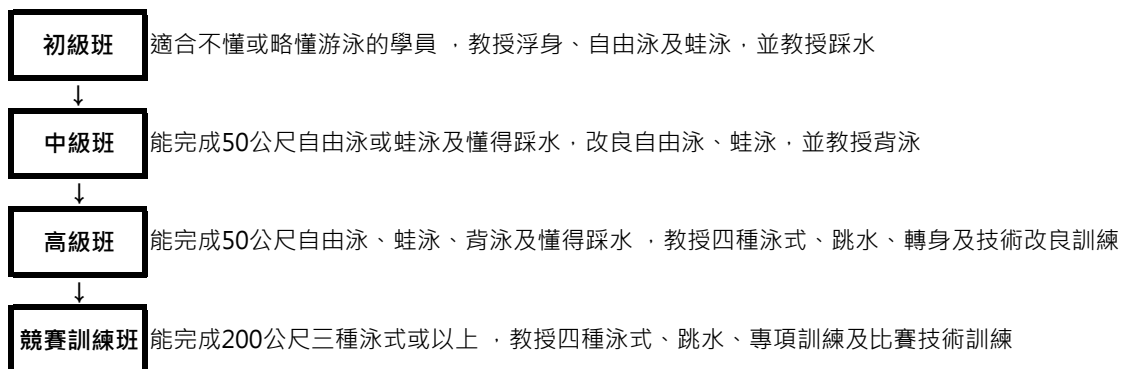 初級班 適合不懂或略懂游泳的學員 ，教授浮身、自由泳及蛙泳，並教授踩水
↓
中級班 能完成50公尺自由泳或蛙泳及懂得踩水，改良自由泳、蛙泳，並教授背泳
↓
高級班 能完成50公尺自由泳、蛙泳、背泳及懂得踩水 ，教授四種泳式、跳水、轉身及技術改良訓練
↓
競賽訓練班 能完成200公尺三種泳式或以上 ，教授四種泳式、跳水、專項訓練及比賽技術訓練